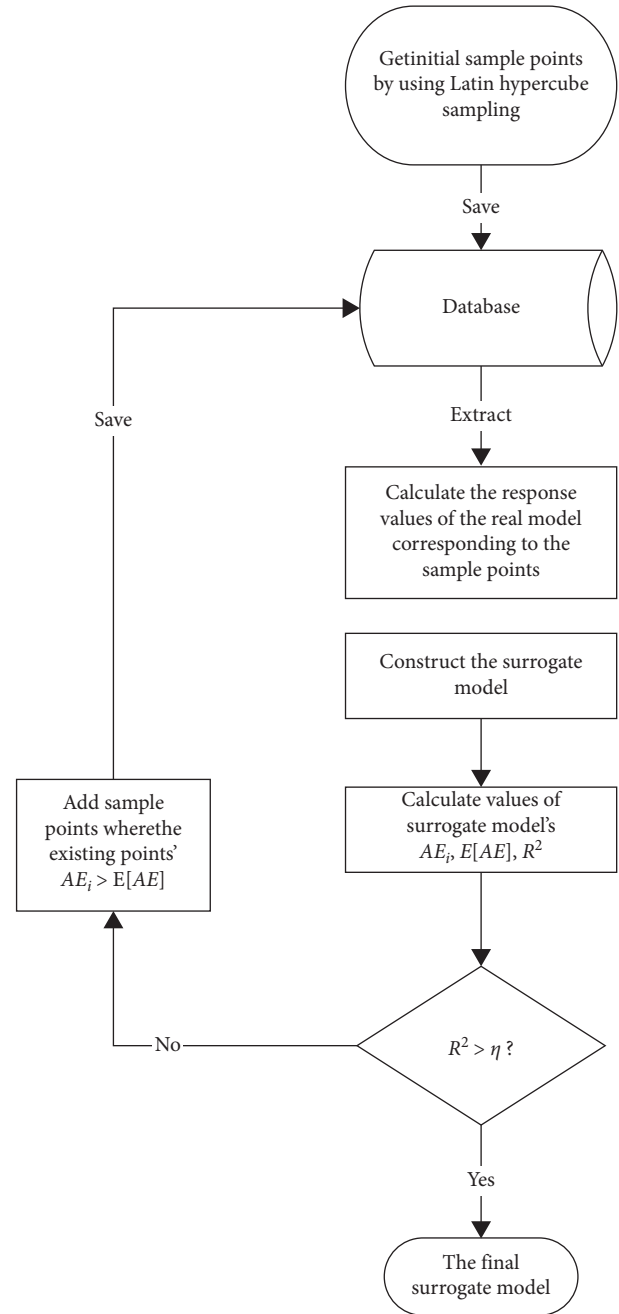 Getinitial sample points
by using Latin hypercube
sampling
Save
Database
Save
Extract
Calculate the response
values of the real model
corresponding to the
sample points
Construct the surrogate
model
Add sample
points wherethe
existing points’
AEᵢ > E[AE]
Calculate values of
surrogate model’s
AEᵢ, E[AE], R²
No
R² > η ?
Yes
The final
surrogate model